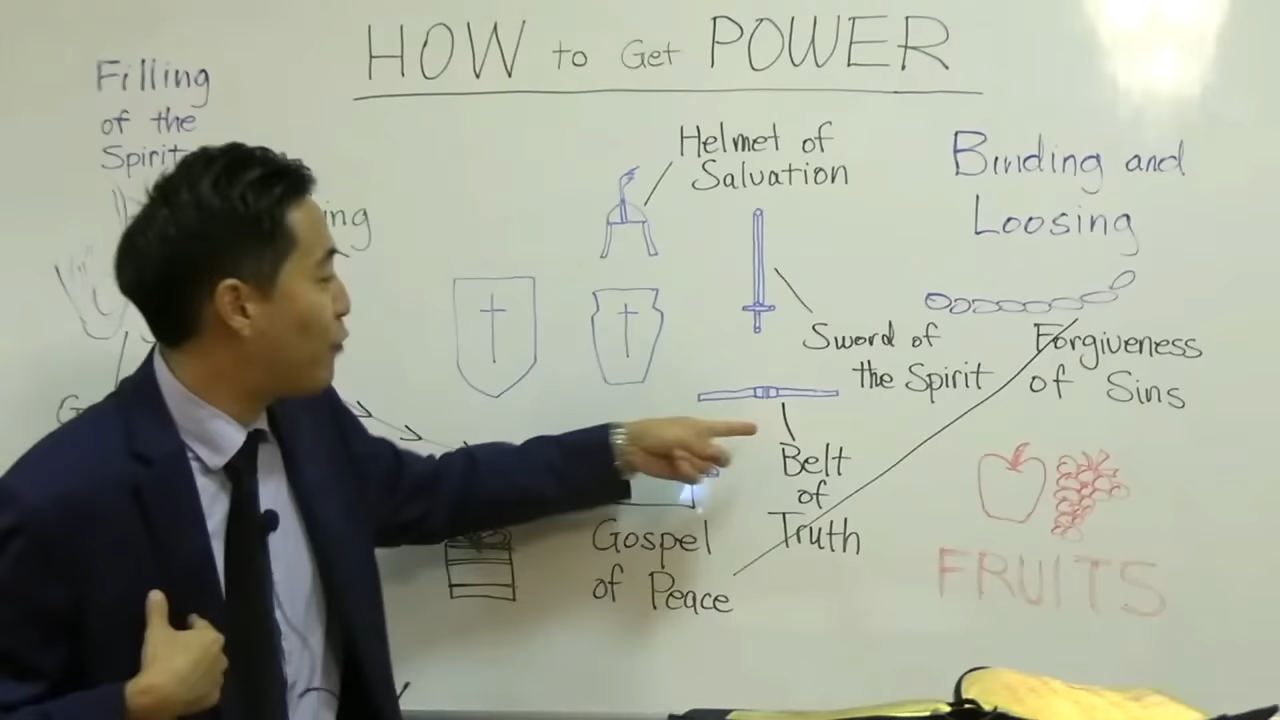 HOW to Get POWER
Filling
of the
Spirit
Helmet of
Salvation
Binding and
Loosing
Sword of
the Spirit
Forgiveness
of Sins
Belt
of
Truth
Gospel
of Peace
FRUITS